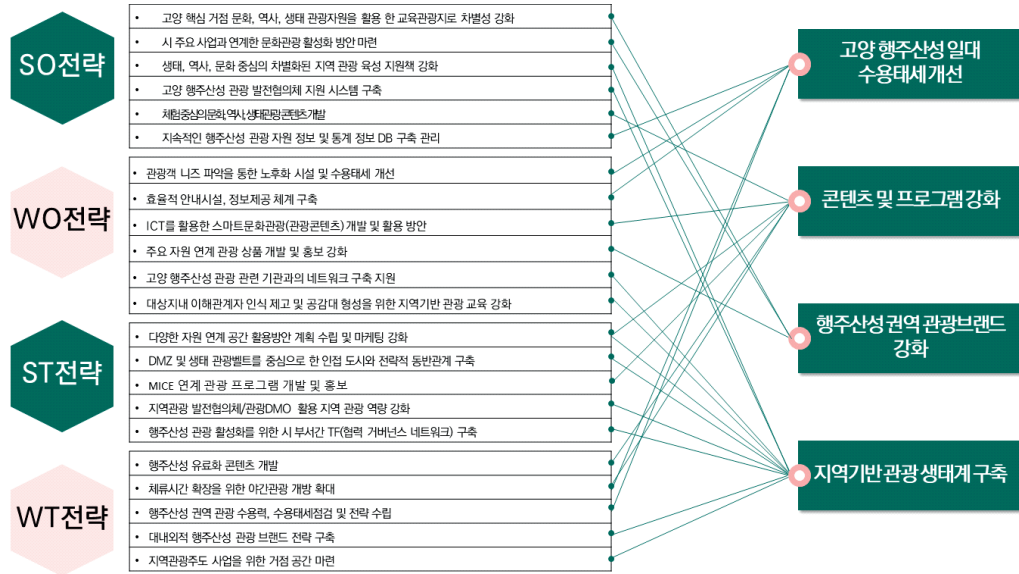 SO전략
• 고양 핵심 거점 문화, 역사, 생태 관광자원을 활용 한 교육관광지로 차별성 강화
• 시 주요 사업과 연계한 문화관광 활성화 방안 마련
• 생태, 역사, 문화 중심의 차별화된 지역 관광 육성 지원책 강화
• 고양 행주산성 관광 발전협의체 지원 시스템 구축
• 체험중심의문화,역사,생태관광콘텐츠개발
• 지속적인 행주산성 관광 자원 정보 및 통계 정보 DB 구축 관리
WO전략
• 관광객 니즈 파악을 통한 노후화 시설 및 수용태세 개선
• 효율적 안내시설, 정보제공 체계 구축
• ICT를 활용한 스마트문화관광(관광콘텐츠) 개발 및 활용 방안
• 주요 자원 연계 관광 상품 개발 및 홍보 강화
• 고양 행주산성 관광 관련 기관과의 네트워크 구축 지원
• 대상지내 이해관계자 인식 제고 및 공감대 형성을 위한 지역기반 관광 교육 강화
ST전략
• 다양한 자원 연계 공간 활용방안 계획 수립 및 마케팅 강화
• DMZ 및 생태 관광벨트를 중심으로 한 인접 도시와 전략적 동반관계 구축
• MICE 연계 관광 프로그램 개발 및 홍보
• 지역관광 발전협의체/관광DMO 활용 지역 관광 역량 강화
• 행주산성 관광 활성화를 위한 시 부서간 TF(협력 거버넌스 네트워크) 구축
WT전략
• 행주산성 유료화 콘텐츠 개발
• 체류시간 확장을 위한 야간관광 개방 확대
• 행주산성 권역 관광 수용력, 수용태세점검 및 전략 수립
• 대내외적 행주산성 관광 브랜드 전략 구축
• 지역관광주도 사업을 위한 거점 공간 마련
고양 행주산성 일대
수용태세 개선
콘텐츠 및 프로그램 강화
행주산성 권역 관광브랜드
강화
지역기반 관광 생태계 구축